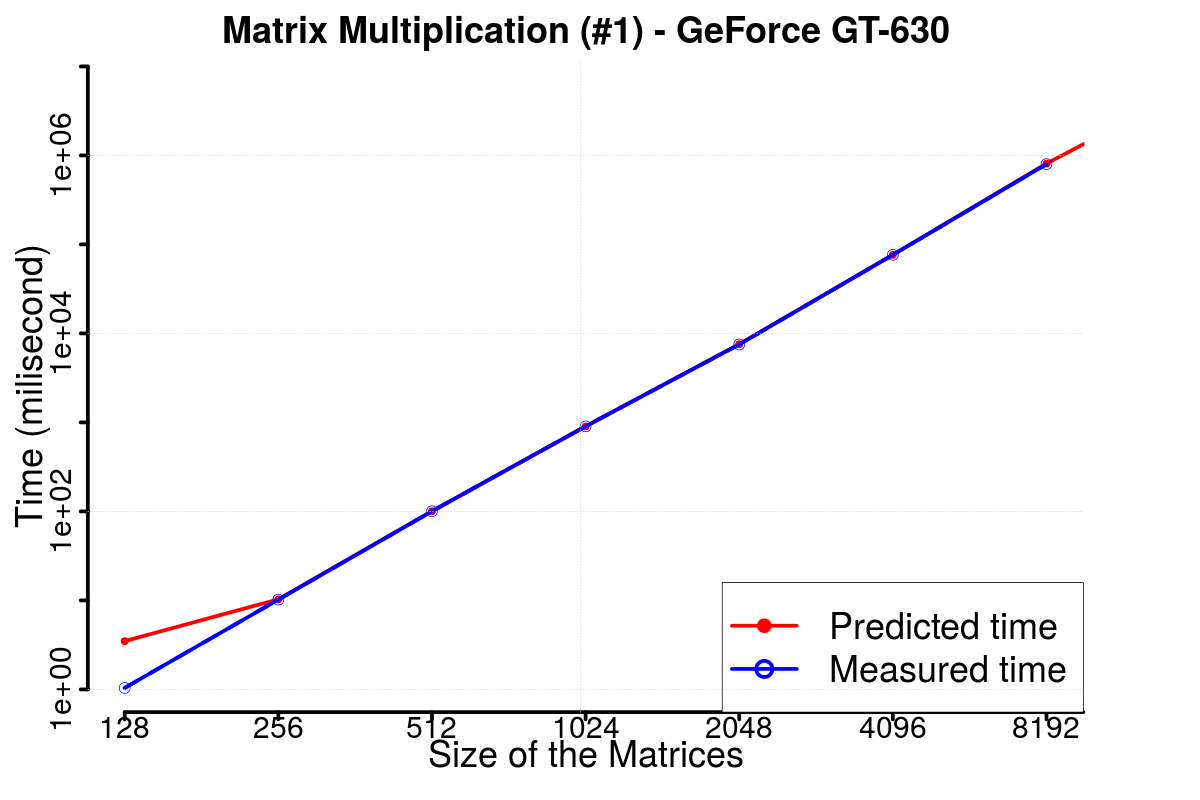 Matrix Multiplication (#1) - GeForce GT-630
Time (milisecond)
1e+06
1e+04
1e+02
1e+00
Predicted time
Measured time
128 256 512 1024 2048 4096 8192
Size of the Matrices